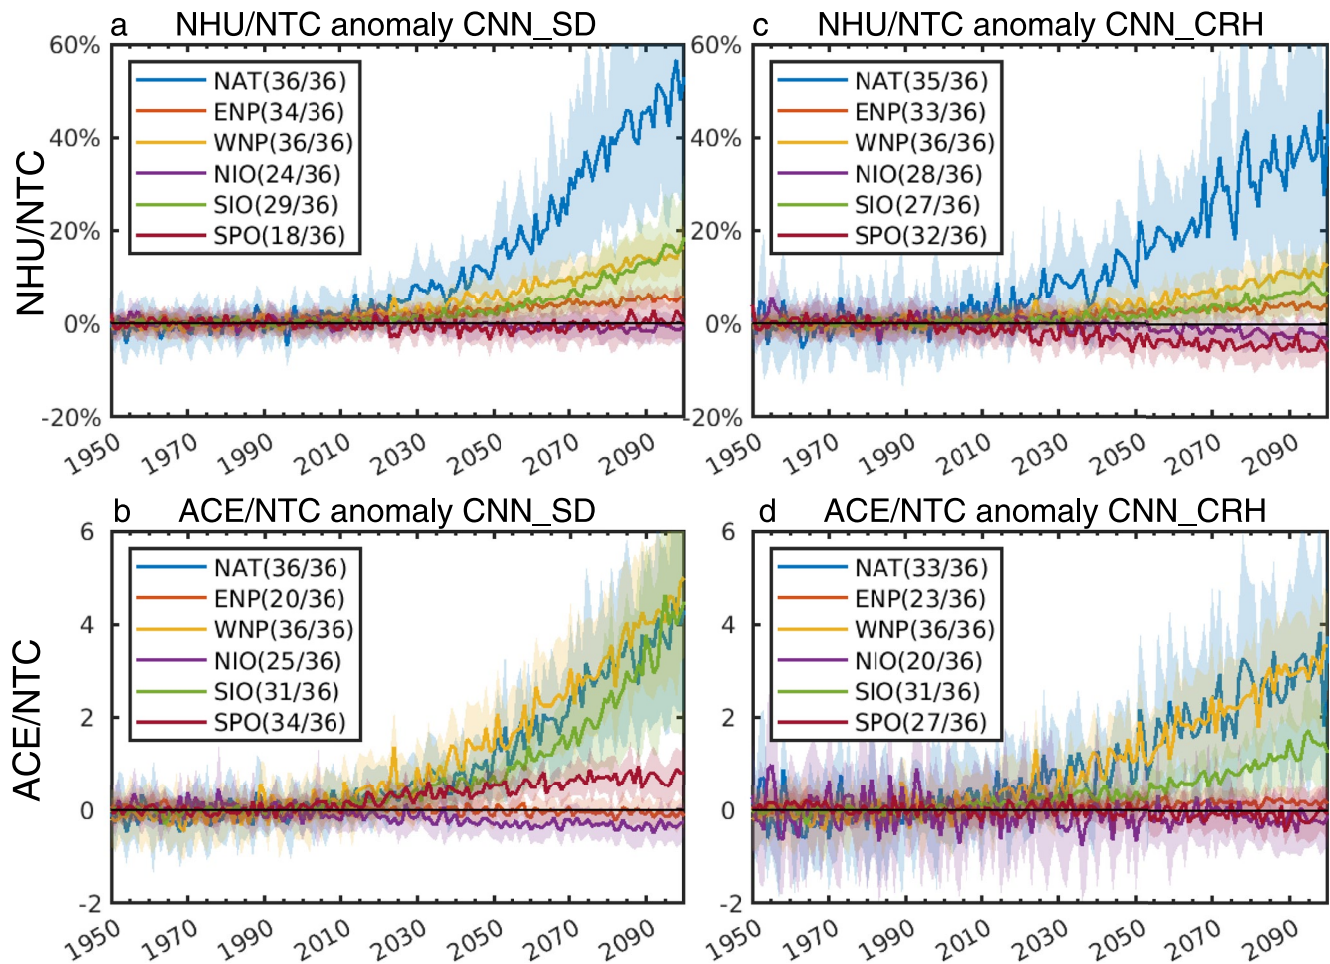 a NHU/NTC anomaly CNN_SD
60%
40%
20%
0%
-20%
NHU/NTC
NAT(36/36)
ENP(34/36)
WNP(36/36)
NIO(24/36)
SIO(29/36)
SPO(18/36)
1950 1970 1990 2010 2030 2050 2070 2090
c NHU/NTC anomaly CNN_CRH
60%
40%
20%
0%
-20%
NAT(35/36)
ENP(33/36)
WNP(36/36)
NIO(28/36)
SIO(27/36)
SPO(32/36)
1950 1970 1990 2010 2030 2050 2070 2090
b ACE/NTC anomaly CNN_SD
6
4
2
0
-2
ACE/NTC
NAT(36/36)
ENP(20/36)
WNP(36/36)
NIO(25/36)
SIO(31/36)
SPO(34/36)
1950 1970 1990 2010 2030 2050 2070 2090
d ACE/NTC anomaly CNN_CRH
6
4
2
0
-2
NAT(33/36)
ENP(23/36)
WNP(36/36)
NIO(20/36)
SIO(31/36)
SPO(27/36)
1950 1970 1990 2010 2030 2050 2070 2090